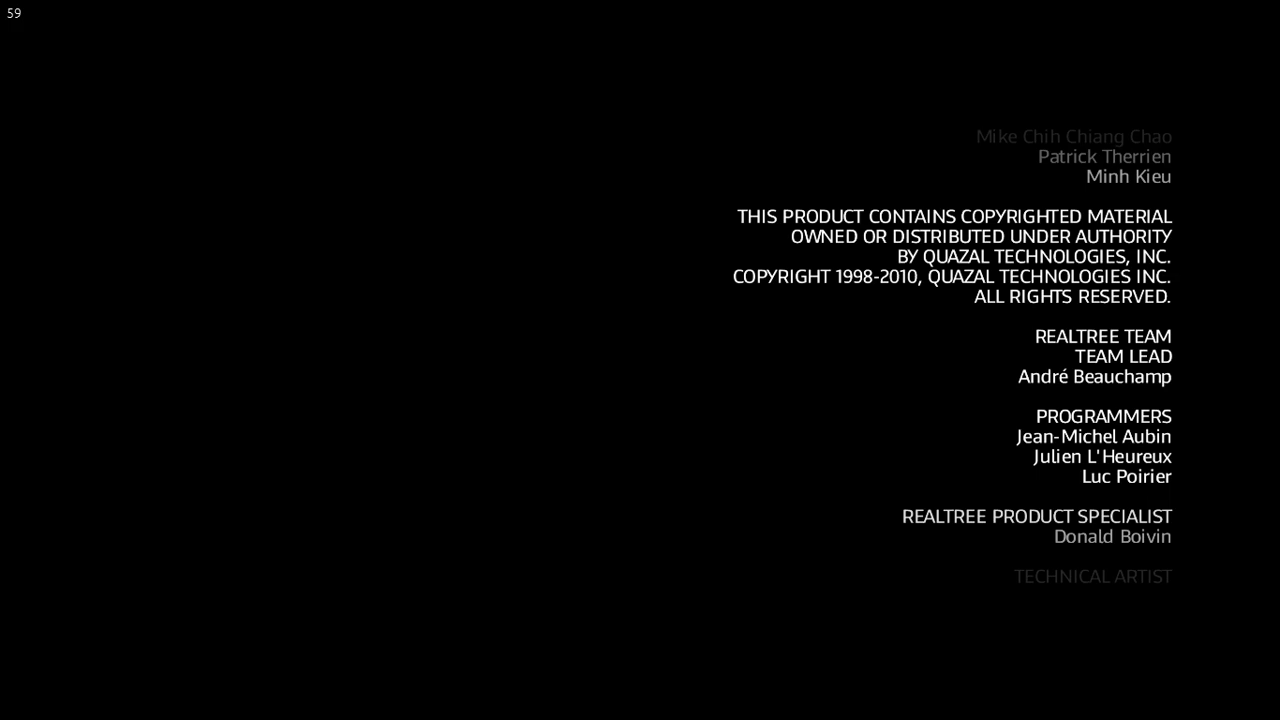 59
Mike Chih Chiang Chao
Patrick Therrien
Minh Kieu
THIS PRODUCT CONTAINS COPYRIGHTED MATERIAL
OWNED OR DISTRIBUTED UNDER AUTHORITY
BY QUAZAL TECHNOLOGIES, INC.
COPYRIGHT 1998-2010, QUAZAL TECHNOLOGIES INC.
ALL RIGHTS RESERVED.
REALTREE TEAM
TEAM LEAD
André Beauchamp
PROGRAMMERS
Jean-Michel Aubin
Julien L'Heureux
Luc Poirier
REALTREE PRODUCT SPECIALIST
Donald Boivin
TECHNICAL ARTIST